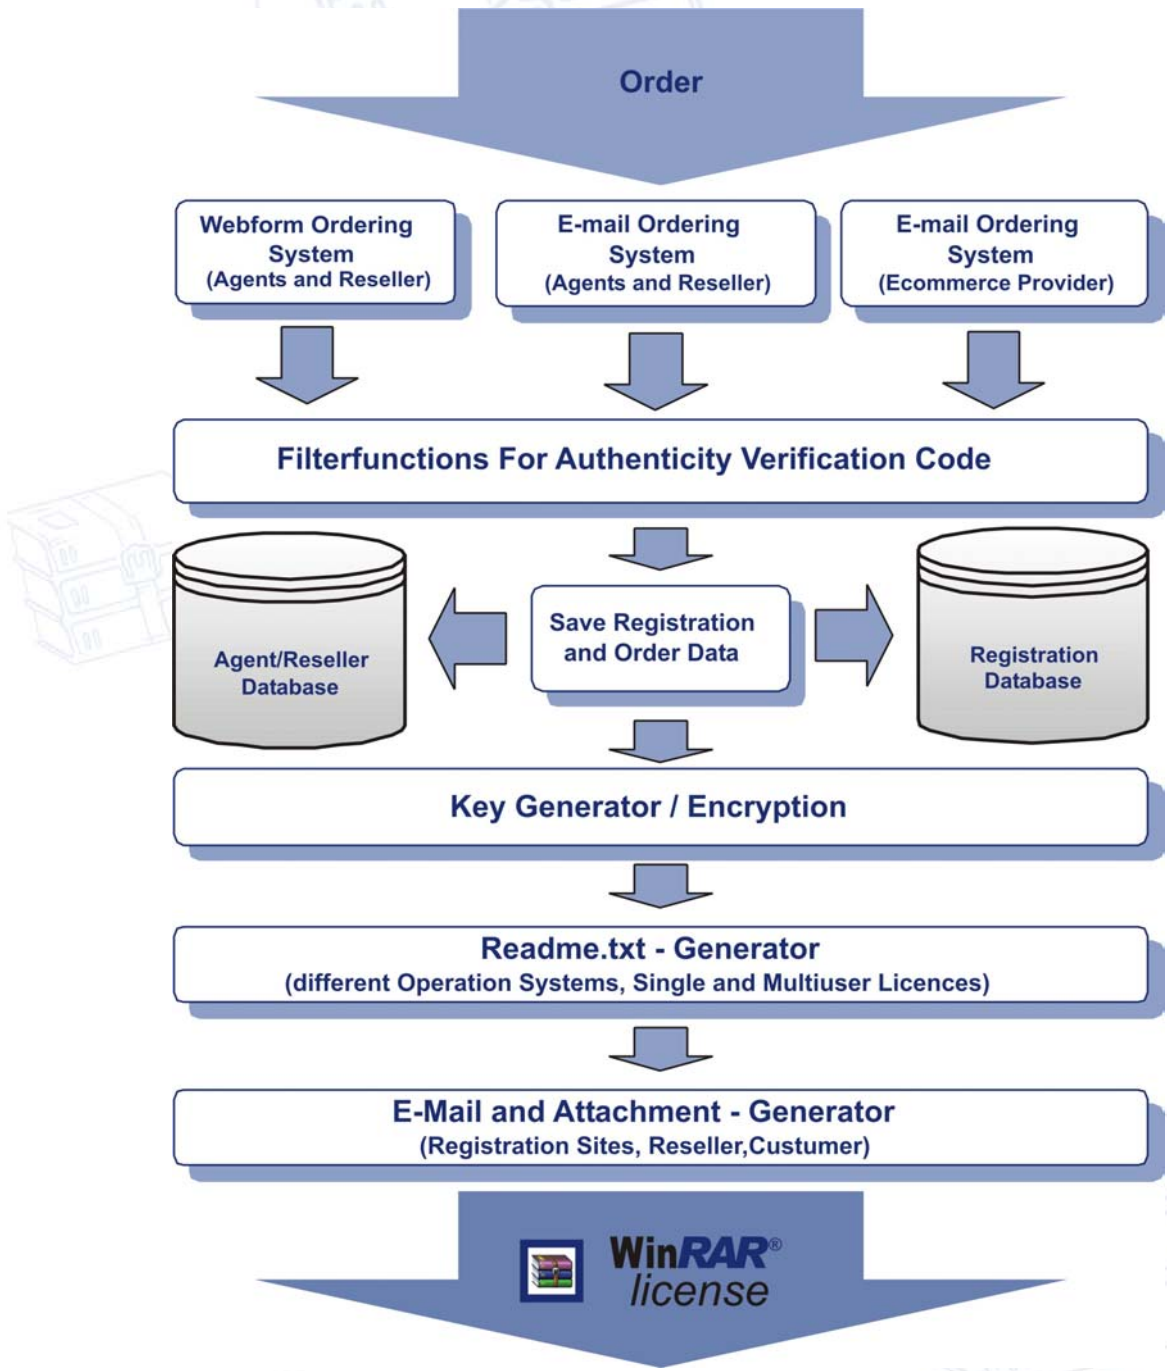 Order
Webform Ordering
System
(Agents and Reseller)
E-mail Ordering
System
(Agents and Reseller)
E-mail Ordering
System
(Ecommerce Provider)
Filterfunctions For Authenticity Verification Code
Agent/Reseller
Database
Save Registration
and Order Data
Registration
Database
Key Generator / Encryption
Readme.txt - Generator
(different Operation Systems, Single and Multiuser Licences)
E-Mail and Attachment - Generator
(Registration Sites, Reseller,Custumer)
WinRAR®
license